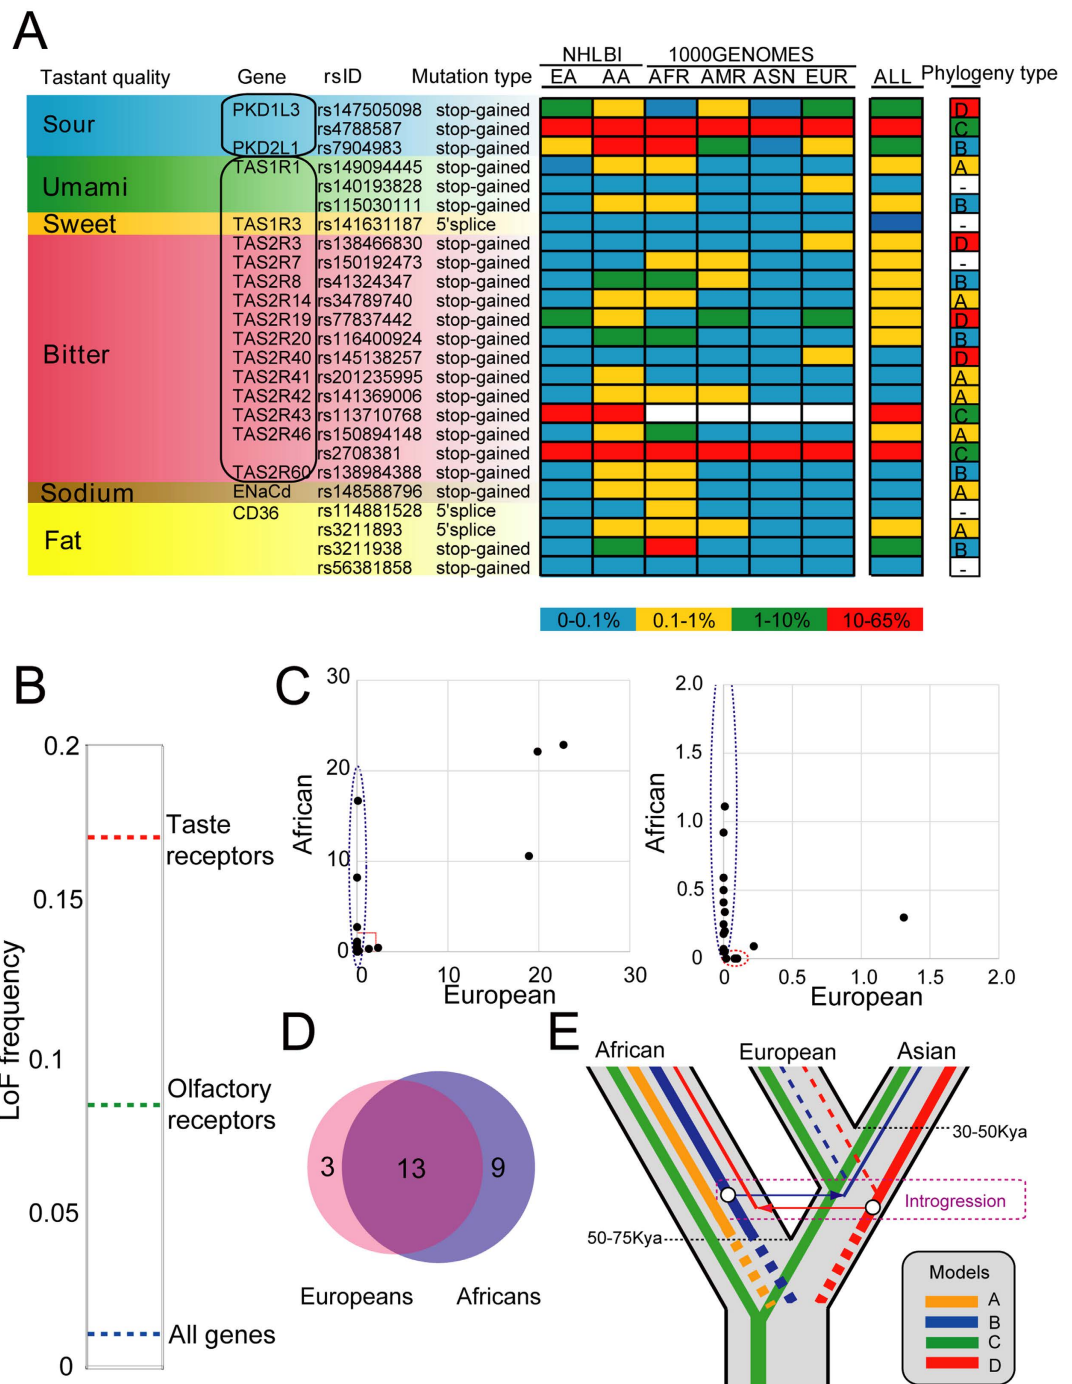 A
NHLBI 1000GENOMES
Tastant quality Gene rsID Mutation type EA AA AFR AMR ASN EUR ALL Phylogeny type
Sour PKD1L3 rs147505098 stop-gained D
rs4788587 stop-gained C
PKD2L1 rs7904983 stop-gained B
Umami TAS1R1 rs149094445 stop-gained A
rs140193828 stop-gained -
rs115030111 stop-gained B
Sweet TAS1R3 rs141631187 5'splice -
Bitter TAS2R3 rs138466830 stop-gained D
TAS2R7 rs150192473 stop-gained -
TAS2R8 rs41324347 stop-gained B
TAS2R14 rs34789740 stop-gained A
TAS2R19 rs77837442 stop-gained D
TAS2R20 rs116400924 stop-gained B
TAS2R40 rs145138257 stop-gained D
TAS2R41 rs201235995 stop-gained A
TAS2R42 rs141369006 stop-gained A
TAS2R43 rs113710768 stop-gained C
TAS2R46 rs150894148 stop-gained A
rs2708381 stop-gained C
TAS2R60 rs138984388 stop-gained B
Sodium ENaCd rs148588796 stop-gained A
Fat CD36 rs114881528 5'splice -
rs3211893 5'splice A
rs3211938 stop-gained B
rs56381858 stop-gained -
0-0.1% 0.1-1% 1-10% 10-65%
B
LoF frequency
0.2
0.15
0.1
0.05
0
Taste
receptors
Olfactory
receptors
All genes
C
African
30
20
10
0
0 10 20 30
European
African
2.0
1.5
1.0
0.5
0
0 0.5 1.0 1.5 2.0
European
D
3 13 9
Europeans Africans
E
African European Asian
30-50Kya
Introgression
50-75Kya
Models
A
B
C
D